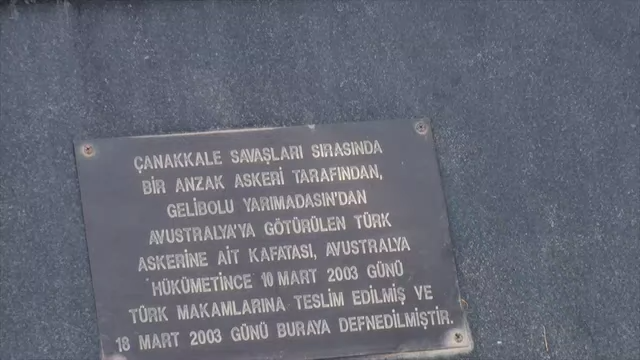 ÇANAKKALE SAVAŞLARI SIRASINDA
BİR ANZAK ASKERİ TARAFINDAN,
GELİBOLU YARIMADASIN'DAN
AVUSTRALYA'YA GÖTÜRÜLEN TÜRK
ASKERİNE AİT KAFATASI, AVUSTRALYA
HÜKÜMETİNCE 10 MART 2003 GÜNÜ
TÜRK MAKAMLARINA TESLİM EDİLMİŞ VE
18 MART 2003 GÜNÜ BURAYA DEFNEDİLMİŞTİR.